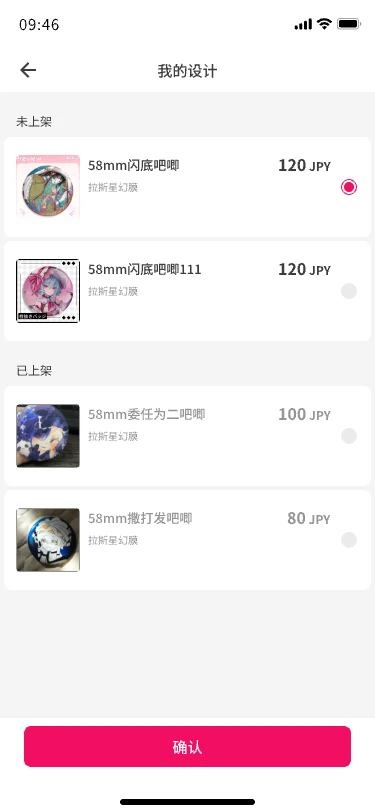 09:46
我的设计
未上架
58mm闪底吧唧
120 JPY
拉斯星幻膜
58mm闪底吧唧111
120 JPY
拉斯星幻膜
已上架
58mm委任为二吧唧
100 JPY
拉斯星幻膜
58mm撒打发吧唧
80 JPY
拉斯星幻膜
确认